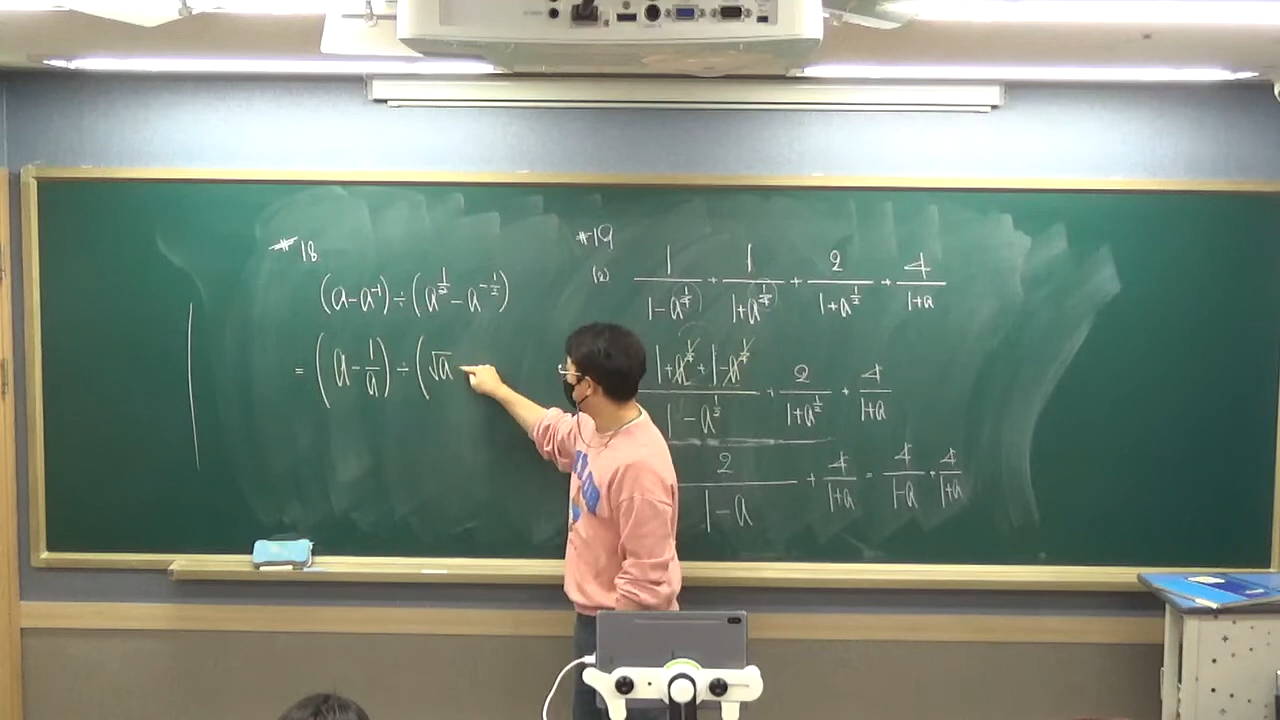 #18
(a-a⁻¹)÷(a^{1/2}-a^{-1/2})
=(a-1/a)÷(√a
#19
(2) 1/(1-a^{1/4}) + 1/(1+a^{1/4}) + 2/(1+a^{1/2}) + 4/(1+a)
(1+a^{1/4}+1-a^{1/4})/(1-a^{1/2}) + 2/(1+a^{1/2}) + 4/(1+a)
2/(1-a) + 4/(1+a) = 4/(1-a) + 4/(1+a)